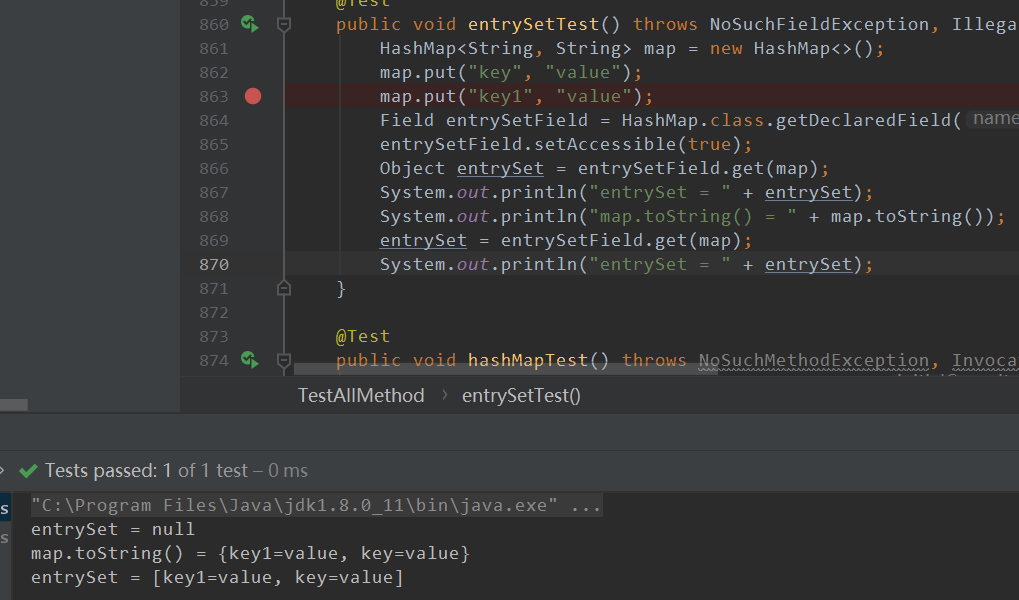 859 @Test
860 public void entrySetTest() throws NoSuchFieldException, Illega
861 HashMap<String, String> map = new HashMap<>();
862 map.put("key", "value");
863 map.put("key1", "value");
864 Field entrySetField = HashMap.class.getDeclaredField( name
865 entrySetField.setAccessible(true);
866 Object entrySet = entrySetField.get(map);
867 System.out.println("entrySet = " + entrySet);
868 System.out.println("map.toString() = " + map.toString());
869 entrySet = entrySetField.get(map);
870 System.out.println("entrySet = " + entrySet);
871 }
872
873 @Test
874 public void hashMapTest() throws NoSuchMethodException, Invoca
TestAllMethod › entrySetTest()
Tests passed: 1 of 1 test – 0 ms
s "C:\Program Files\Java\jdk1.8.0_11\bin\java.exe" ...
entrySet = null
s map.toString() = {key1=value, key=value}
entrySet = [key1=value, key=value]